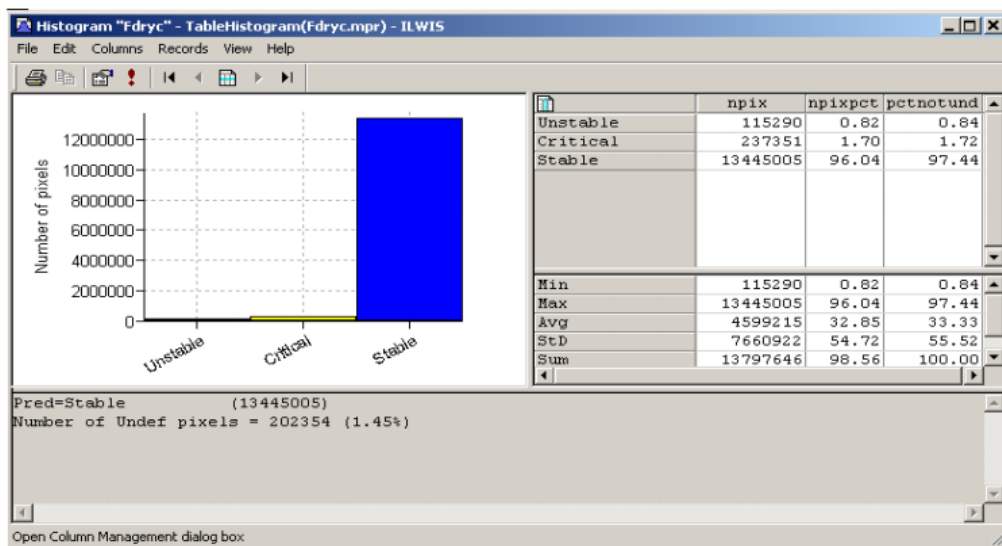 Histogram "Fdryc" - TableHistogram(Fdryc.mpr) - ILWIS
File Edit Columns Records View Help
12000000
10000000
8000000
6000000
4000000
2000000
0
Number of pixels
Unstable Critical Stable
npix npixpct pctnotund
Unstable 115290 0.82 0.84
Critical 237351 1.70 1.72
Stable 13445005 96.04 97.44
Min 115290 0.82 0.84
Max 13445005 96.04 97.44
Avg 4599215 32.85 33.33
StD 7660922 54.72 55.52
Sum 13797646 98.56 100.00
Pred=Stable (13445005)
Number of Undef pixels = 202354 (1.45%)
Open Column Management dialog box